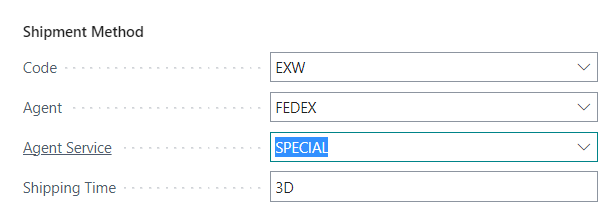 Shipment Method
Code EXW
Agent FEDEX
Agent Service SPECIAL
Shipping Time 3D